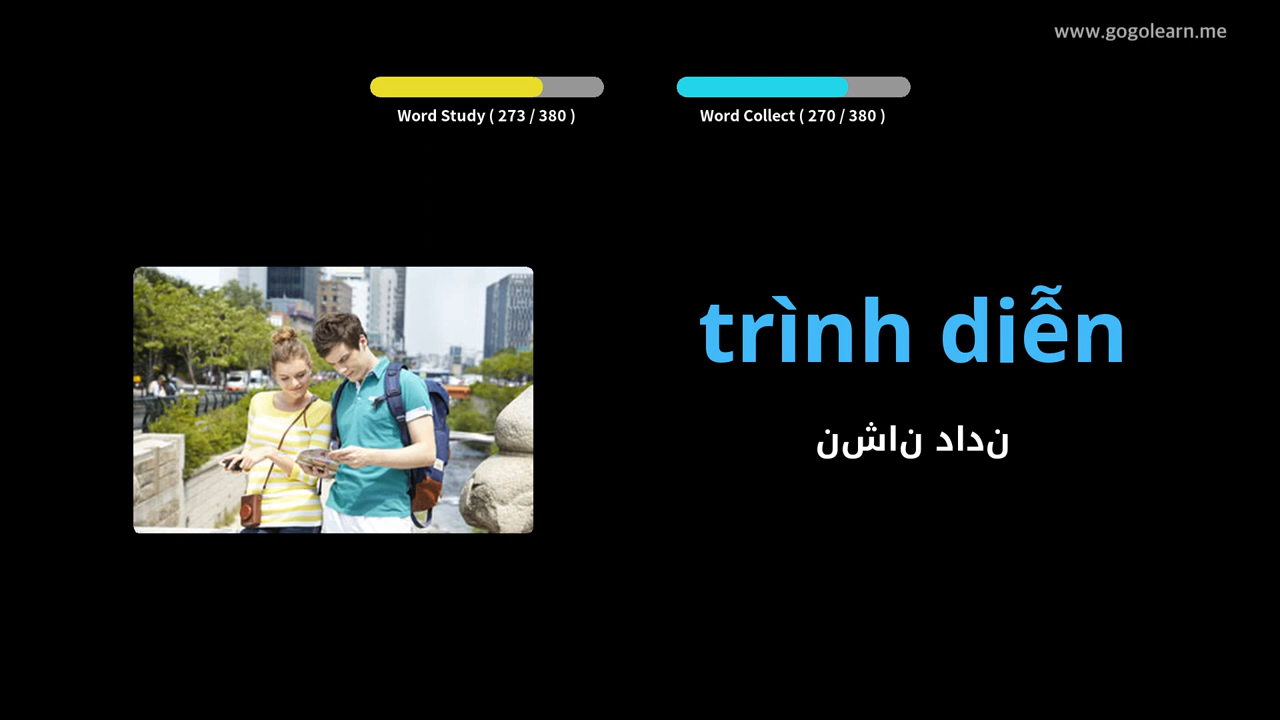 www.gogolearn.me
Word Study ( 273 / 380 )
Word Collect ( 270 / 380 )
trình diễn
نشان دادن